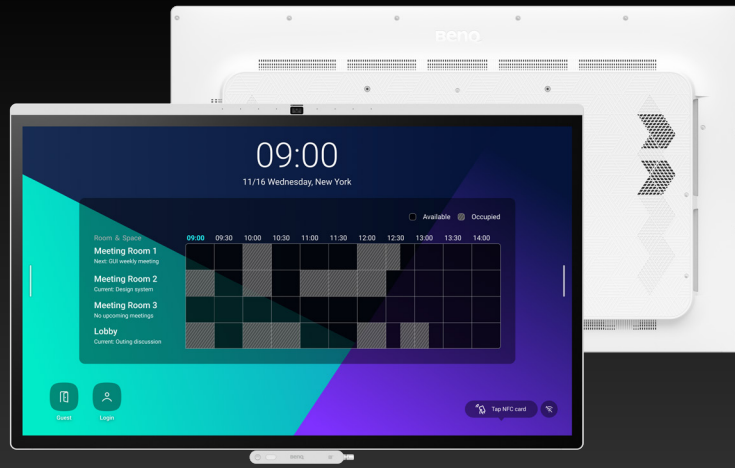 BenQ
09:00
11/16 Wednesday, New York
Available Occupied
Room & Space 09:00 09:30 10:00 10:30 11:00 11:30 12:00 12:30 13:00 13:30 14:00
Meeting Room 1
Next: GUI weekly meeting
Meeting Room 2
Current: Design system
Meeting Room 3
No upcoming meetings
Lobby
Current: Outing discussion
Guest Login
Tap NFC card
BenQ